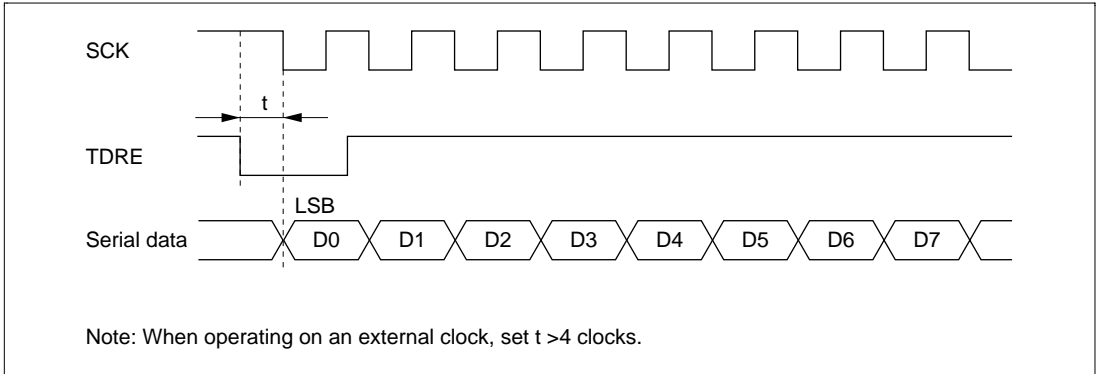 SCK
t
TDRE
LSB
Serial data D0 D1 D2 D3 D4 D5 D6 D7
Note: When operating on an external clock, set t >4 clocks.